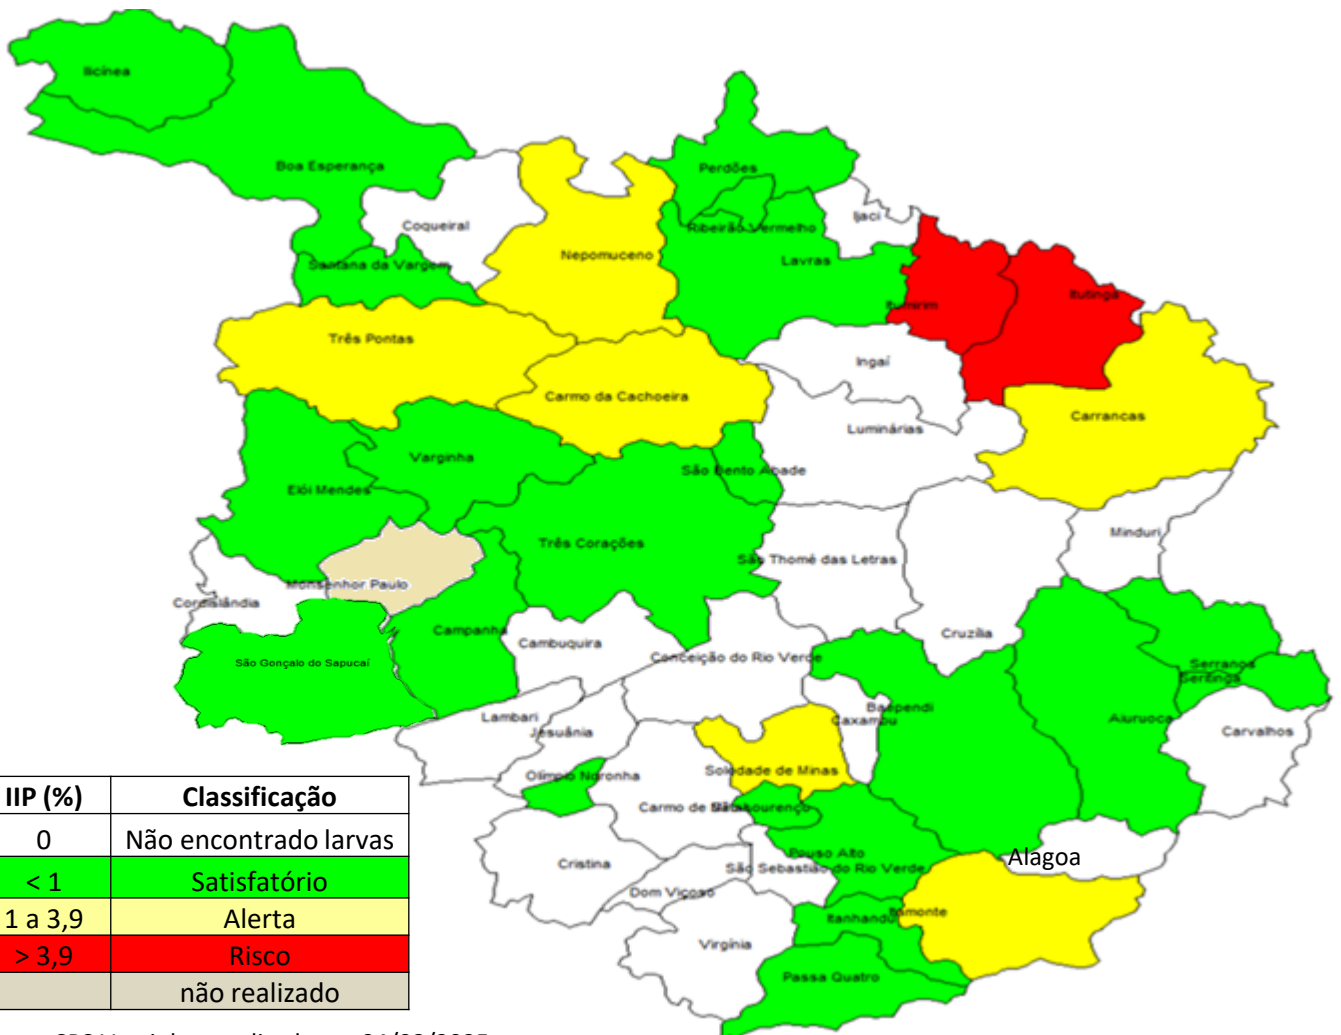 Ilicínea
Boa Esperança
Perdões
Coqueiral
Ijaci
Ribeirão Vermelho
Nepomuceno
Lavras
Santana da Vargem
Itutinga
Itumirim
Três Pontas
Ingaí
Carmo da Cachoeira
Carrancas
Luminárias
Varginha
São Bento Abade
Elói Mendes
Minduri
Três Corações
São Thomé das Letras
Monsenhor Paulo
Cordislândia
Campanha
Cambuquira
Cruzília
Conceição do Rio Verde
São Gonçalo do Sapucaí
Serranos
Seritinga
Baependi
Lambari
Caxambu
Aiuruoca
Jesuânia
Carvalhos
Soledade de Minas
Olímpio Noronha
Carmo de
Lourenço
Pouso Alto
Alagoa
Cristina
São Sebastião do Rio Verde
Dom Viçoso
Itanhandu
Itamonte
Virgínia
Passa Quatro
IIP (%) Classificação
0 Não encontrado larvas
< 1 Satisfatório
1 a 3,9 Alerta
> 3,9 Risco
não realizado